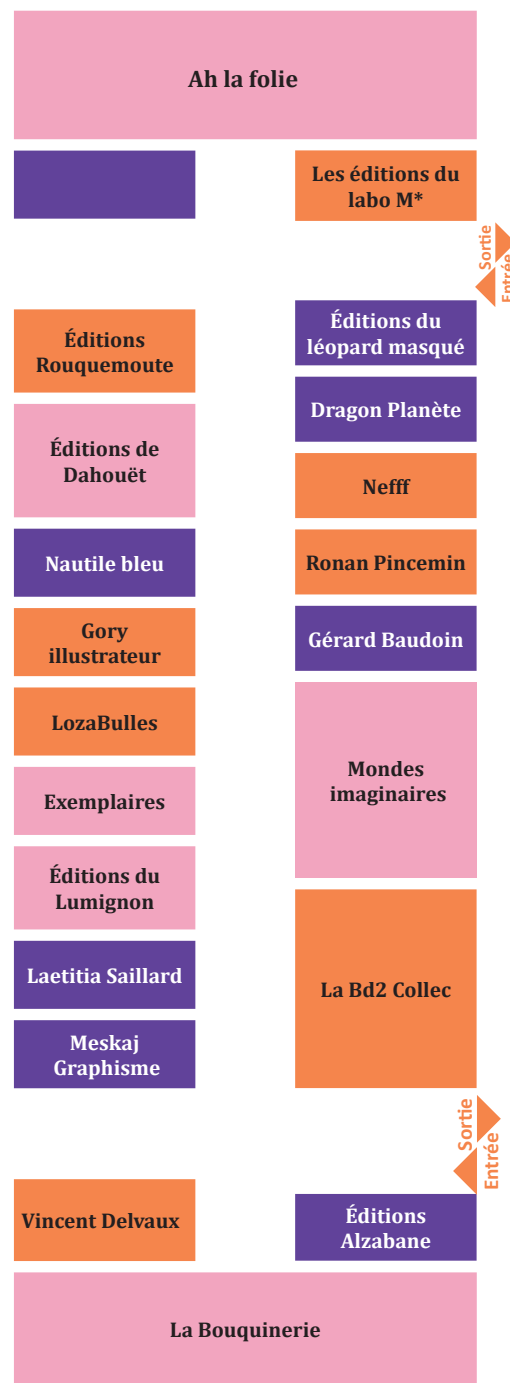 Ah la folie
Les éditions du
labo M*
Sortie
Entrée
Éditions
Rouquemoute
Éditions de
Dahouët
Nautile bleu
Gory
illustrateur
LozaBulles
Exemplaires
Éditions du
Lumignon
Laetitia Saillard
Meskaj
Graphisme
Éditions du
léopard masqué
Dragon Planète
Nefff
Ronan Pincemin
Gérard Baudoin
Mondes
imaginaires
La Bd2 Collec
Sortie
Entrée
Vincent Delvaux
Éditions
Alzabane
La Bouquinerie